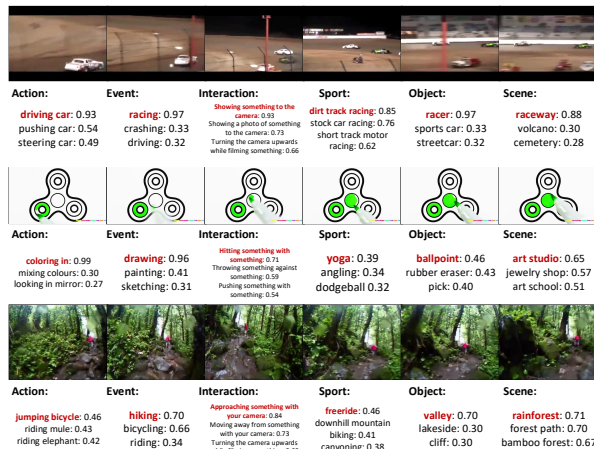 Action: Event: Interaction: Sport: Object: Scene:
driving car: 0.93
pushing car: 0.54
steering car: 0.49
racing: 0.97
crashing: 0.33
driving: 0.32
Showing something to the
camera: 0.93
Showing a photo of something
to the camera: 0.73
Turning the camera upwards
while filming something: 0.66
dirt track racing: 0.85
stock car racing: 0.76
short track motor
racing: 0.62
racer: 0.97
sports car: 0.33
streetcar: 0.32
raceway: 0.88
volcano: 0.30
cemetery: 0.28
Action: Event: Interaction: Sport: Object: Scene:
coloring in: 0.99
mixing colours: 0.30
looking in mirror: 0.27
drawing: 0.96
painting: 0.41
sketching: 0.31
Hitting something with
something: 0.71
Throwing something against
something: 0.59
Pushing something with
something: 0.54
yoga: 0.39
angling: 0.34
dodgeball 0.32
ballpoint: 0.46
rubber eraser: 0.43
pick: 0.40
art studio: 0.65
jewelry shop: 0.57
art school: 0.51
Action: Event: Interaction: Sport: Object: Scene:
jumping bicycle: 0.46
riding mule: 0.43
riding elephant: 0.42
hiking: 0.70
bicycling: 0.66
riding: 0.34
Approaching something with
your camera: 0.84
Moving away from something
with your camera: 0.73
Turning the camera upwards
freeride: 0.46
downhill mountain
biking: 0.41
canyoning: 0.38
valley: 0.70
lakeside: 0.30
cliff: 0.30
rainforest: 0.71
forest path: 0.70
bamboo forest: 0.67